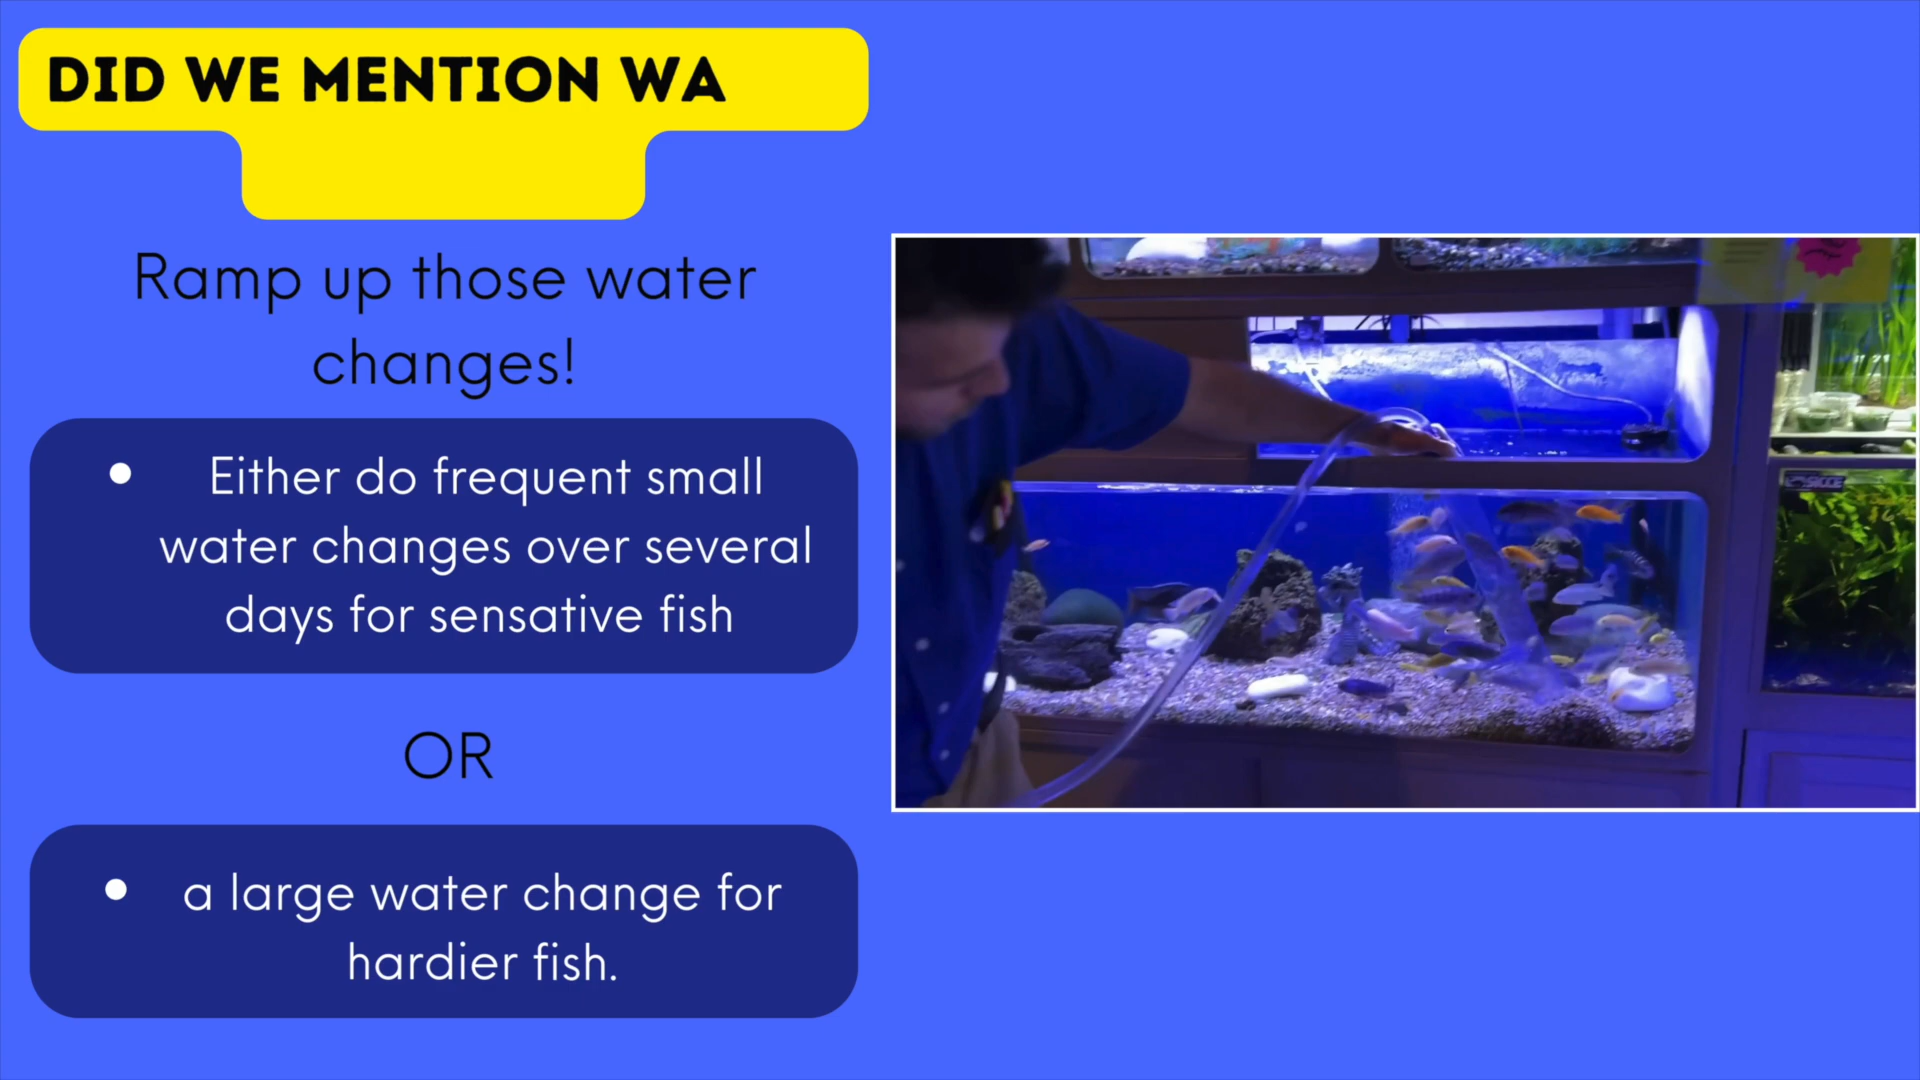 DID WE MENTION WA
Ramp up those water
changes!
• Either do frequent small
water changes over several
days for sensative fish
OR
• a large water change for
hardier fish.